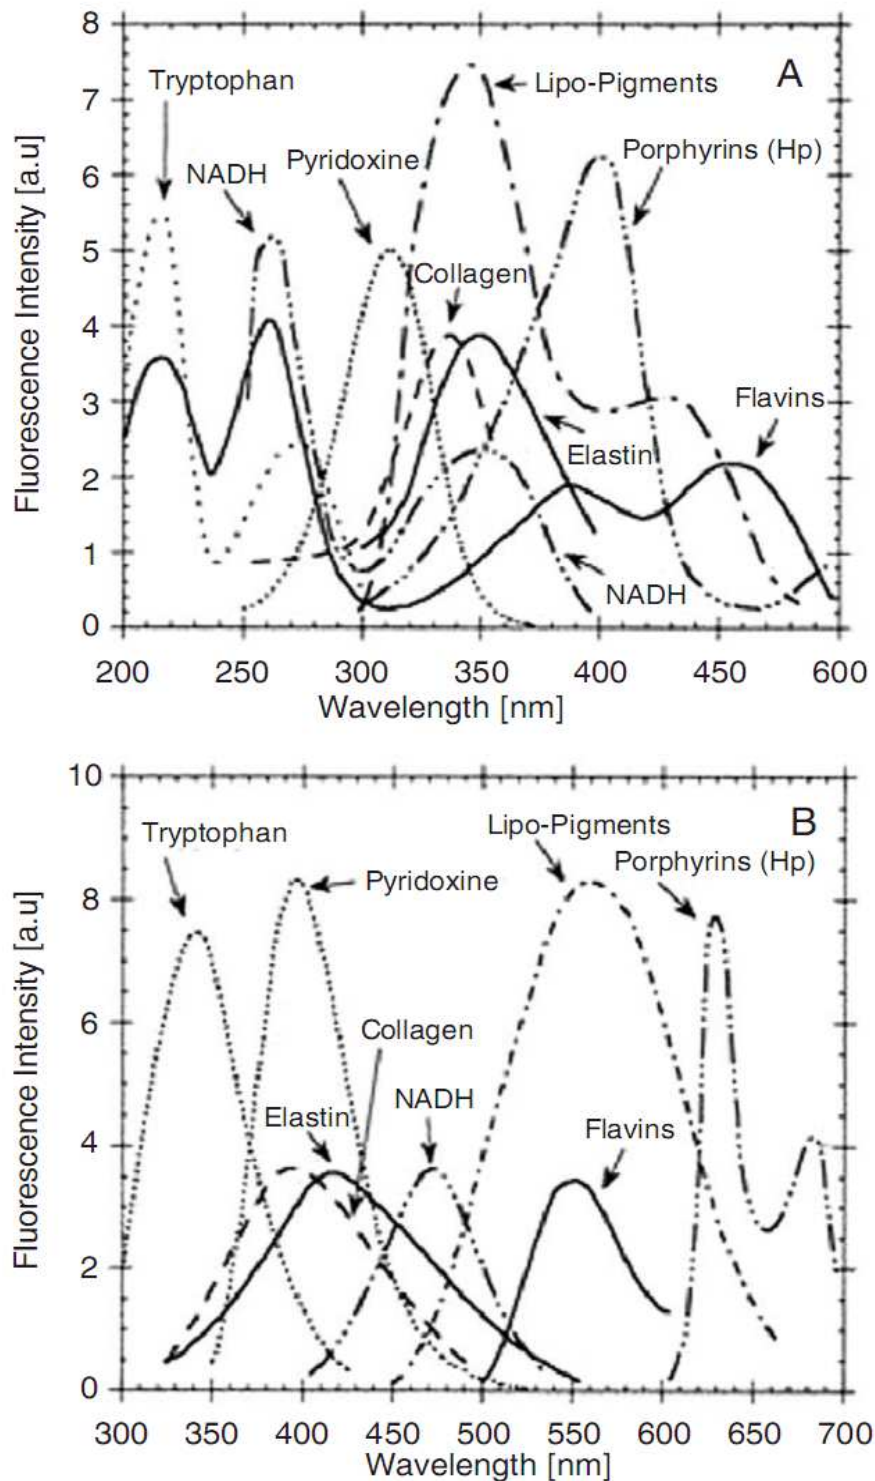 8
A
Tryptophan
Lipo-Pigments
7
Pyridoxine
Porphyrins (Hp)
NADH
6
5
Collagen
4
Flavins
3
Elastin
2
1
NADH
0
Fluorescence Intensity [a.u]
200 250 300 350 400 450 600
Wavelength [nm]
10
B
Lipo-Pigments
Tryptophan
Porphyrins (Hp)
Pyridoxine
8
6
Collagen
NADH
Elastin
Flavins
4
2
0
Fluorescence Intensity [a.u]
300 350 400 450 500 550 600 650 700
Wavelength [nm]